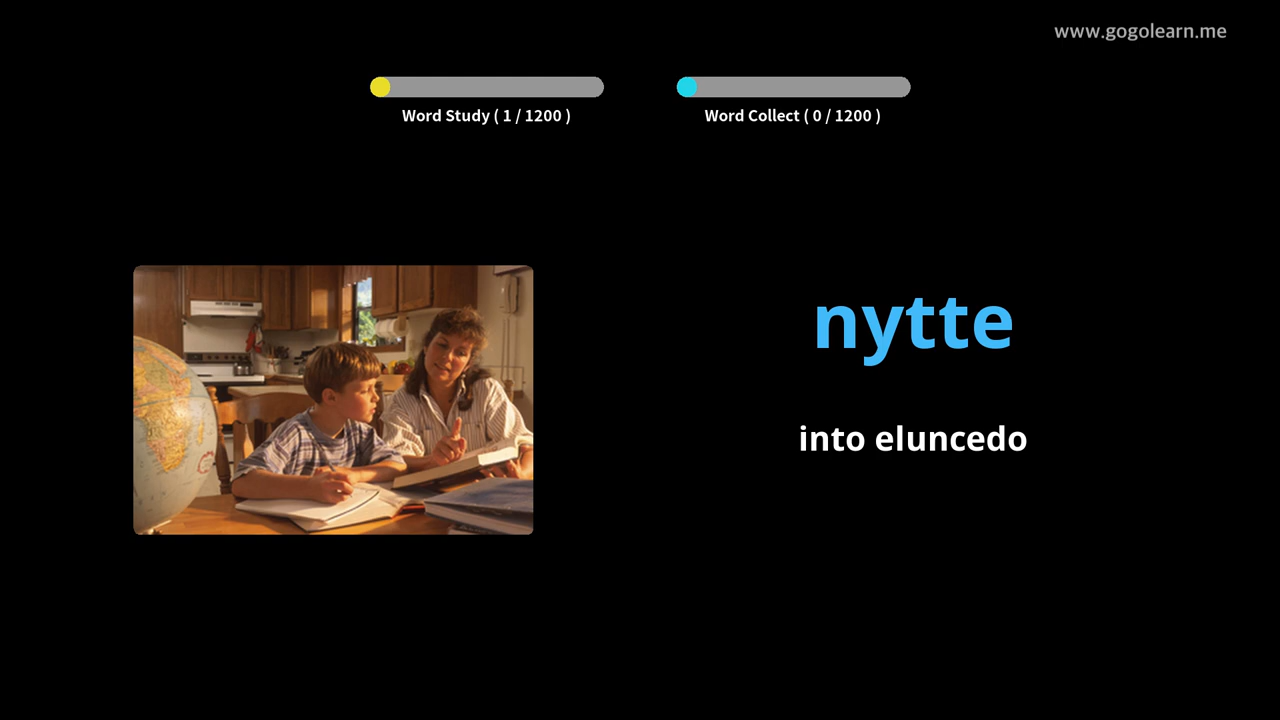 www.gogolearn.me
Word Study ( 1 / 1200 )
Word Collect ( 0 / 1200 )
nytte
into eluncedo